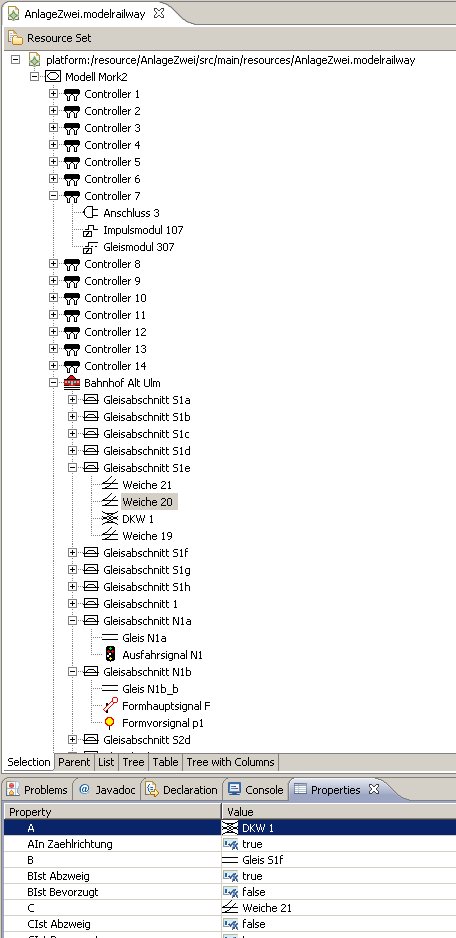 AnlageZwei.modelrailway
Resource Set
platform:/resource/AnlageZwei/src/main/resources/AnlageZwei.modelrailway
Modell Mork2
Controller 1
Controller 2
Controller 3
Controller 4
Controller 5
Controller 6
Controller 7
Anschluss 3
Impulsmodul 107
Gleismodul 307
Controller 8
Controller 9
Controller 10
Controller 11
Controller 12
Controller 13
Controller 14
Bahnhof Alt Ulm
Gleisabschnitt S1a
Gleisabschnitt S1b
Gleisabschnitt S1c
Gleisabschnitt S1d
Gleisabschnitt S1e
Weiche 21
Weiche 20
DKW 1
Weiche 19
Gleisabschnitt S1f
Gleisabschnitt S1g
Gleisabschnitt S1h
Gleisabschnitt 1
Gleisabschnitt N1a
Gleis N1a
Ausfahrsignal N1
Gleisabschnitt N1b
Gleis N1b_b
Formhauptsignal F
Formvorsignal p1
Gleisabschnitt S2d
Selection Parent List Tree Table Tree with Columns
Problems @ Javadoc Declaration Console Properties
Property Value
A DKW 1
AIn Zaehlrichtung true
B Gleis S1f
BIst Abzweig true
BIst Bevorzugt false
C Weiche 21
CIst Abzweig false